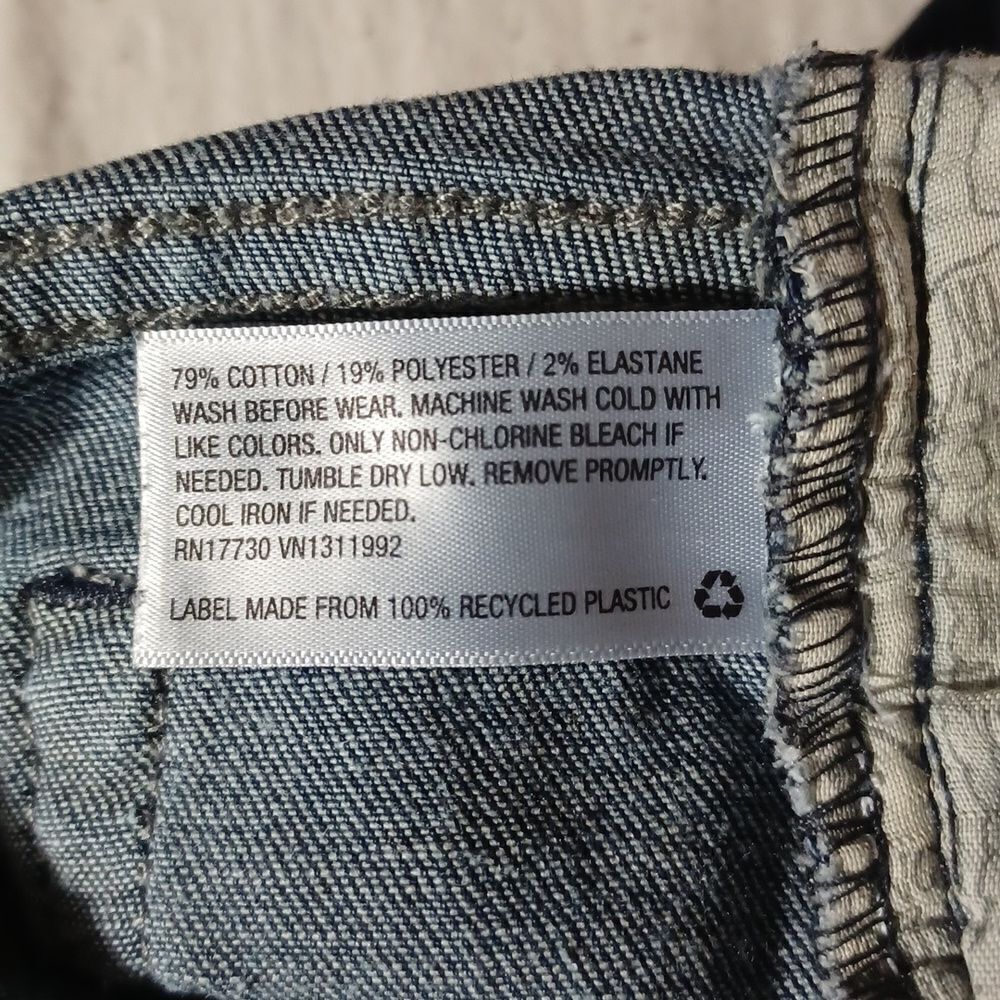 79% COTTON / 19% POLYESTER / 2% ELASTANE
WASH BEFORE WEAR. MACHINE WASH COLD WITH
LIKE COLORS. ONLY NON-CHLORINE BLEACH IF
NEEDED. TUMBLE DRY LOW. REMOVE PROMPTLY.
COOL IRON IF NEEDED.
RN17730 VN1311992
LABEL MADE FROM 100% RECYCLED PLASTIC